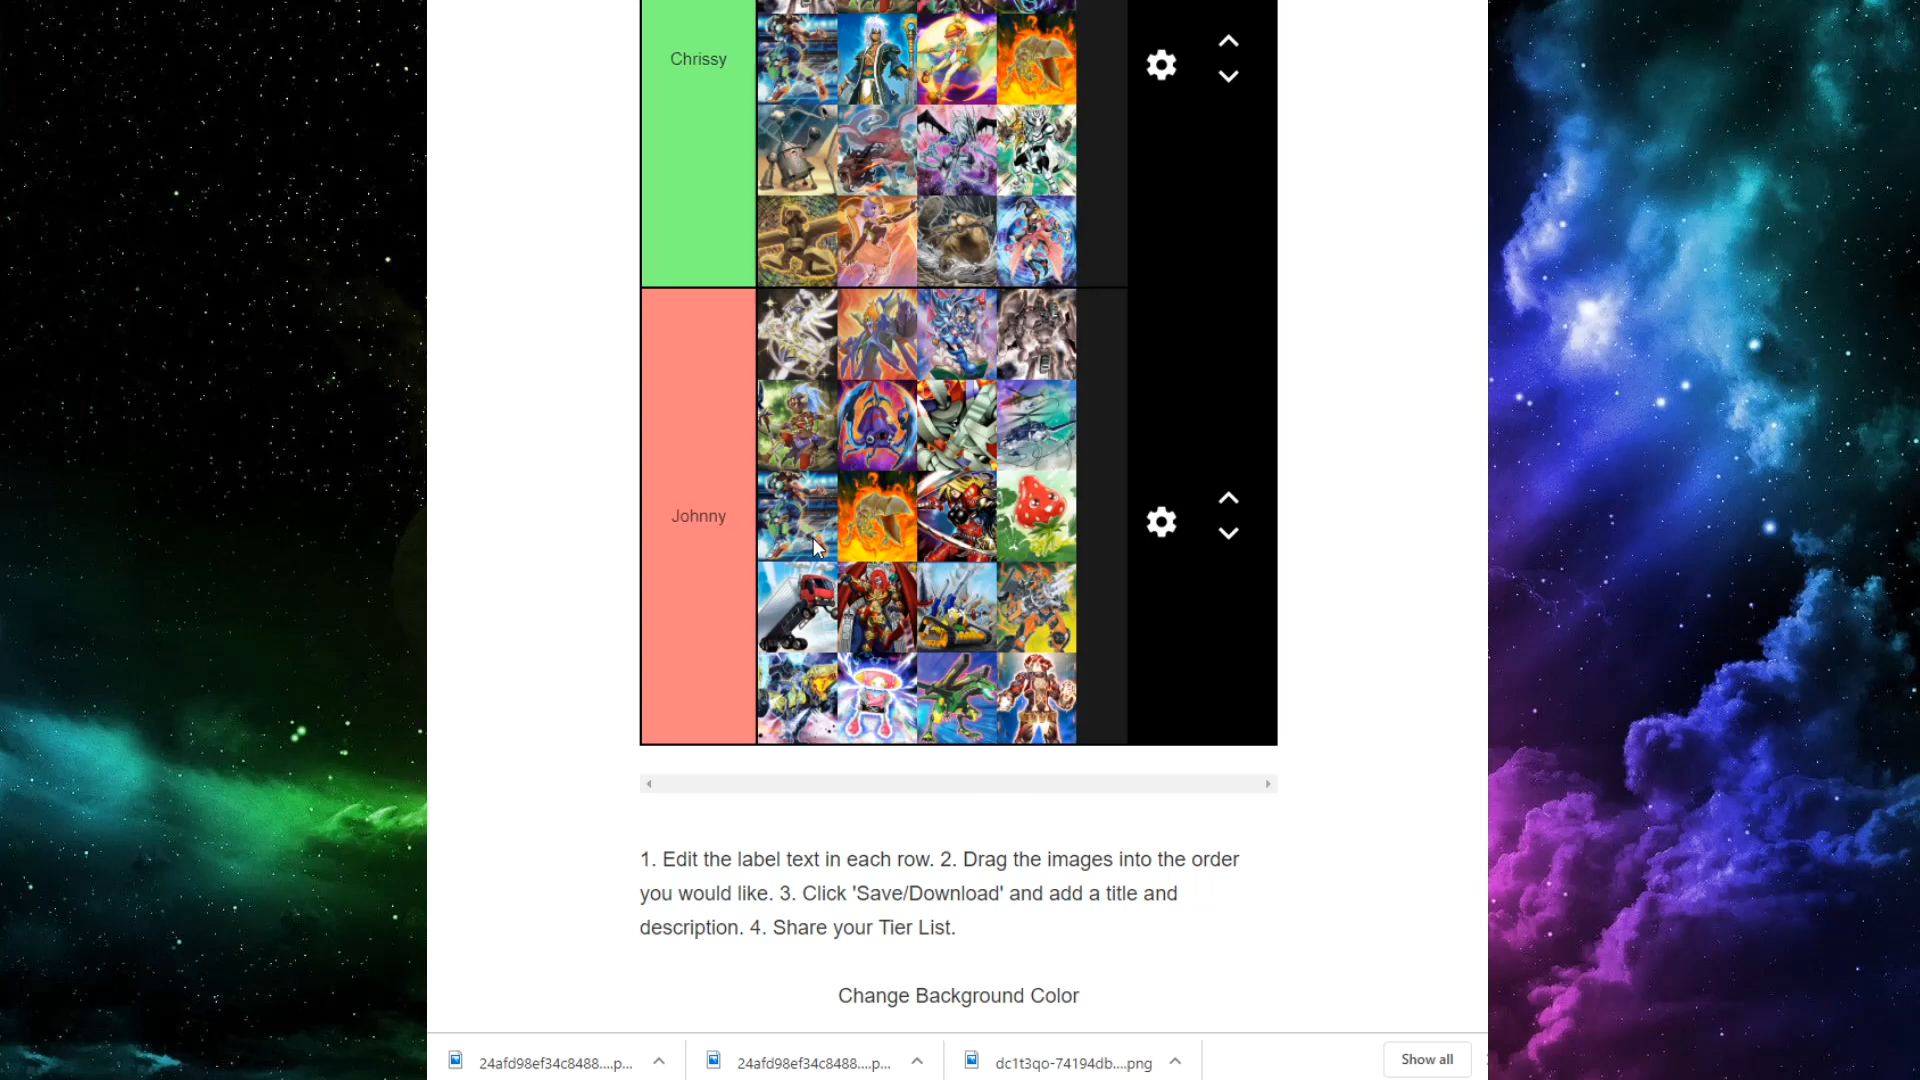 Chrissy
Johnny
1. Edit the label text in each row. 2. Drag the images into the order
you would like. 3. Click 'Save/Download' and add a title and
description. 4. Share your Tier List.
Change Background Color
24afd98ef34c8488....p...
24afd98ef34c8488....p...
dc1t3qo-74194db....png
Show all